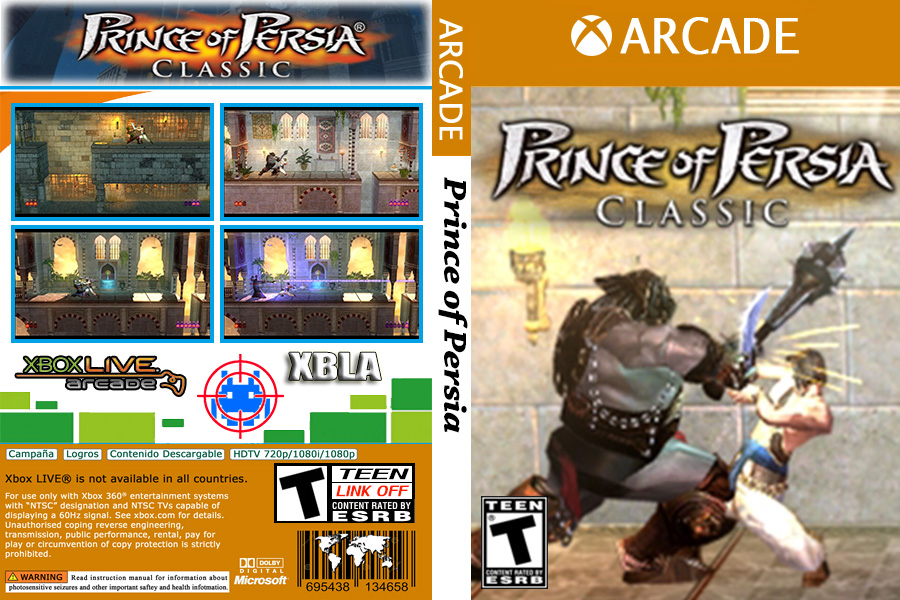 PRINCE OF PERSIA®
CLASSIC
XBOX LIVE.
arcade
XBLA
Campaña
Logros
Contenido Descargable
HDTV 720p/1080i/1080p
Xbox LIVE® is not available in all countries.
For use only with Xbox 360® entertainment systems
with "NTSC" designation and NTSC TVs capable of
displaying a 60Hz signal. See xbox.com for details.
Unauthorised coping reverse engineering,
transmission, public performance, rental, pay for
play or circumvention of copy protection is strictly
prohibited.
WARNING Read instruction manual for information about
photosensitive seizures and other important saftey and health infotmation.
T
TEEN
LINK OFF
CONTENT RATED BY
ESRB
DOLBY
DIGITAL
Microsoft®
695438 134658
ARCADE
Prince of Persia
ARCADE
PRINCE OF PERSIA
CLASSIC
TEEN
T
®
CONTENT RATED BY
ESRB